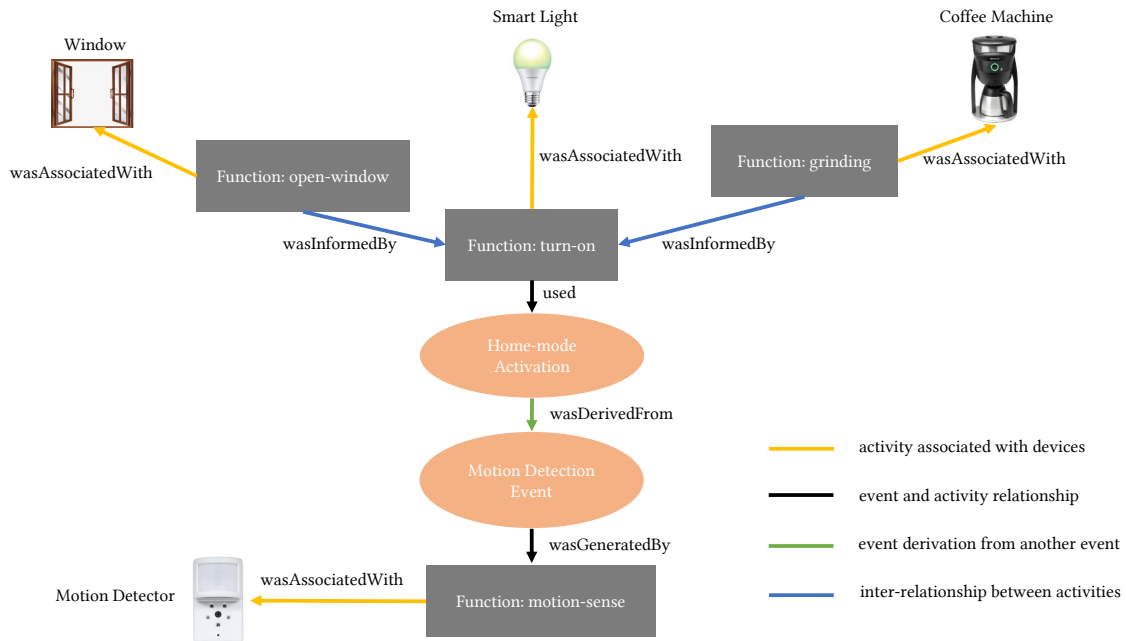 Smart Light
Coffee Machine
Window
wasAssociatedWith
Function: open-window
wasAssociatedWith
Function: grinding
wasAssociatedWith
wasInformedBy
Function: turn-on
wasInformedBy
used
Home-mode
Activation
wasDerivedFrom
Motion Detection
Event
wasGeneratedBy
Motion Detector
wasAssociatedWith
Function: motion-sense
activity associated with devices
event and activity relationship
event derivation from another event
inter-relationship between activities